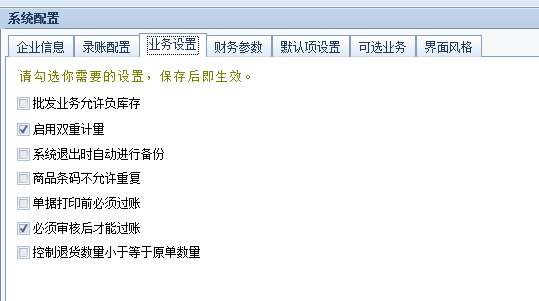 系统配置
企业信息 录账配置 业务设置 财务参数 默认项设置 可选业务 界面风格
请勾选你需要的设置，保存后即生效。
批发业务允许负库存
启用双重计量
系统退出时自动进行备份
商品条码不允许重复
单据打印前必须过账
必须审核后才能过账
控制退货数量小于等于原单数量